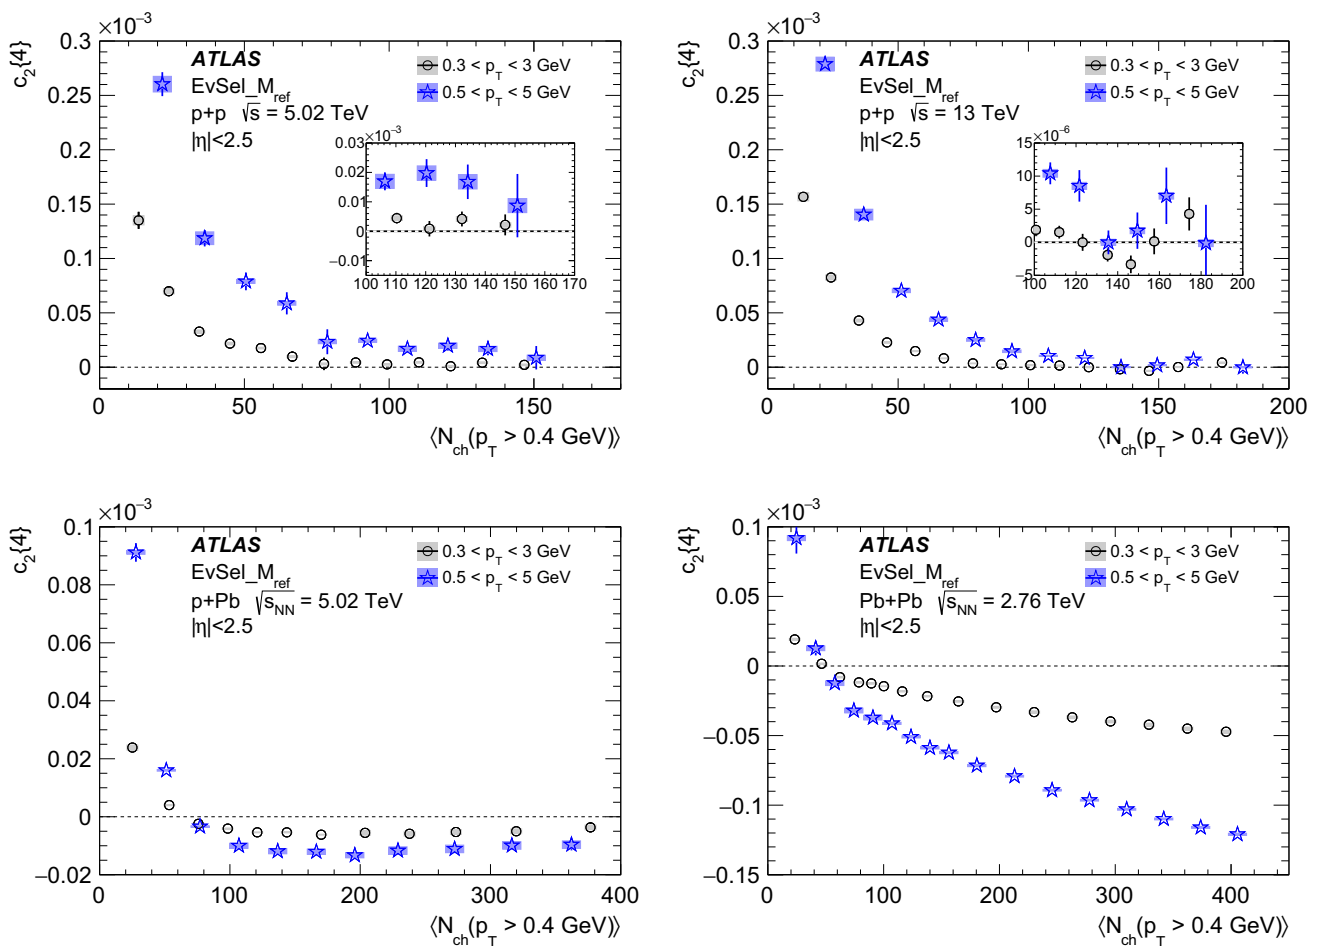 ×10⁻³
c₂{4}
0.3
0.25
0.2
0.15
0.1
0.05
0
ATLAS
EvSel_M_ref
p+p √s = 5.02 TeV
|η|<2.5
0.3 < p_T < 3 GeV
0.5 < p_T < 5 GeV
×10⁻³
0.03
0.02
0.01
0
−0.01
100 110 120 130 140 150 160 170
0 50 100 150
⟨N_ch(p_T > 0.4 GeV)⟩
×10⁻³
c₂{4}
0.3
0.25
0.2
0.15
0.1
0.05
0
ATLAS
EvSel_M_ref
p+p √s = 13 TeV
|η|<2.5
0.3 < p_T < 3 GeV
0.5 < p_T < 5 GeV
×10⁻⁶
15
10
5
0
−5
100 120 140 160 180 200
0 50 100 150 200
⟨N_ch(p_T > 0.4 GeV)⟩
×10⁻³
c₂{4}
0.1
0.08
0.06
0.04
0.02
0
−0.02
ATLAS
EvSel_M_ref
p+Pb √s_NN = 5.02 TeV
|η|<2.5
0.3 < p_T < 3 GeV
0.5 < p_T < 5 GeV
0 100 200 300 400
⟨N_ch(p_T > 0.4 GeV)⟩
×10⁻³
c₂{4}
0.1
0.05
0
−0.05
−0.1
−0.15
ATLAS
EvSel_M_ref
Pb+Pb √s_NN = 2.76 TeV
|η|<2.5
0.3 < p_T < 3 GeV
0.5 < p_T < 5 GeV
0 100 200 300 400
⟨N_ch(p_T > 0.4 GeV)⟩